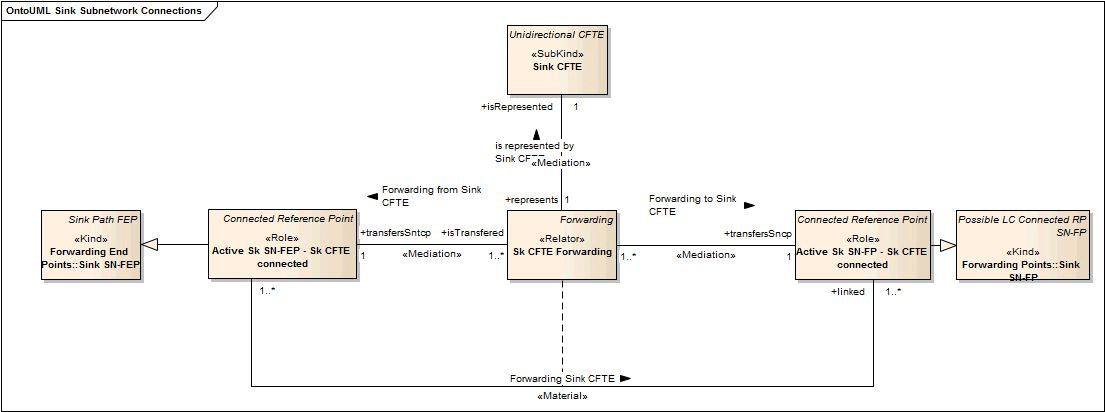 OntoUML Sink Subnetwork Connections
Unidirectional CFTE
«SubKind»
Sink CFTE
+isRepresented 1
is represented by
Sink CFTE
«Mediation»
+represents 1
Forwarding from Sink
CFTE
Forwarding to Sink
CFTE
Sink Path FEP
«Kind»
Forwarding End
Points::Sink SN-FEP
Connected Reference Point
«Role»
Active Sk SN-FEP - Sk CFTE
connected
+transfersSntcp +isTransfered
1 1..*
«Mediation»
Forwarding
«Relator»
Sk CFTE Forwarding
+transfersSncp
1..* 1
«Mediation»
Connected Reference Point
«Role»
Active Sk SN-FP - Sk CFTE
connected
Possible LC Connected RP
SN-FP
«Kind»
Forwarding Points::Sink
SN-FP
1..*
+linked 1..*
Forwarding Sink CFTE
«Material»